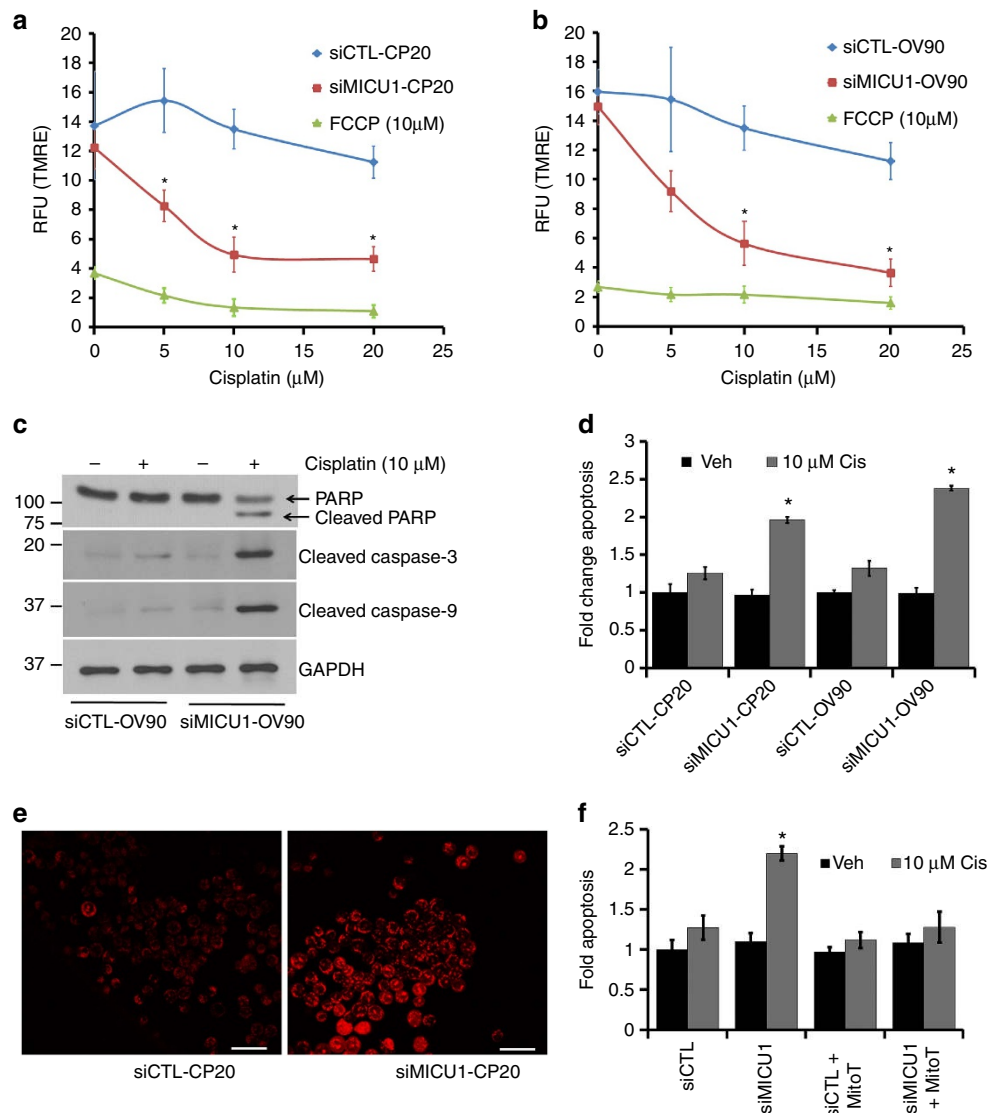 a
20
18
16
14
12
10
8
6
4
2
0
RFU (TMRE)
siCTL-CP20
siMICU1-CP20
FCCP (10μM)
*
*
*
0 5 10 15 20 25
Cisplatin (μM)
b
20
18
16
14
12
10
8
6
4
2
0
RFU (TMRE)
siCTL-OV90
siMICU1-OV90
FCCP (10μM)
*
*
0 5 10 15 20 25
Cisplatin (μM)
c
– + – + Cisplatin (10 μM)
100
75
PARP
Cleaved PARP
20
Cleaved caspase-3
37
Cleaved caspase-9
37
GAPDH
siCTL-OV90 siMICU1-OV90
d
3
2.5
2
1.5
1
0.5
0
Fold change apoptosis
Veh 10 μM Cis
*
*
siCTL-CP20
siMICU1-CP20
siCTL-OV90
siMICU1-OV90
e
siCTL-CP20 siMICU1-CP20
f
2.5
2
1.5
1
0.5
0
Fold apoptosis
Veh 10 μM Cis
*
siCTL
siMICU1
siCTL +
MitoT
siMICU1
+ MitoT